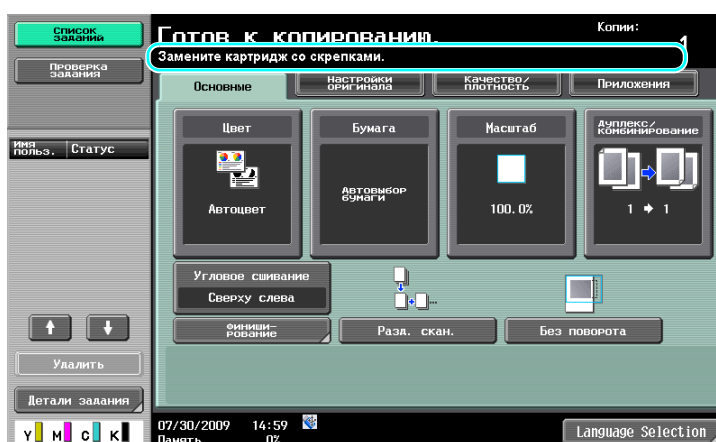 Список
заданий
Готов к копированию.
Копии:
1
Замените картридж со скрепками.
Проверка
задания
Основные
Настройки
оригинала
Качество/
плотность
Приложения
Имя
польз.
Статус
Цвет
Бумага
Масштаб
Дуплекс/
Комбинирование
Автоцвет
Автовыбор
бумаги
100.0%
1 → 1
Угловое сшивание
Сверху слева
Финиши-
рование
Разд. скан.
Без поворота
Удалить
Детали задания
07/30/2009 14:59
Память 0%
Y M C K
Language Selection